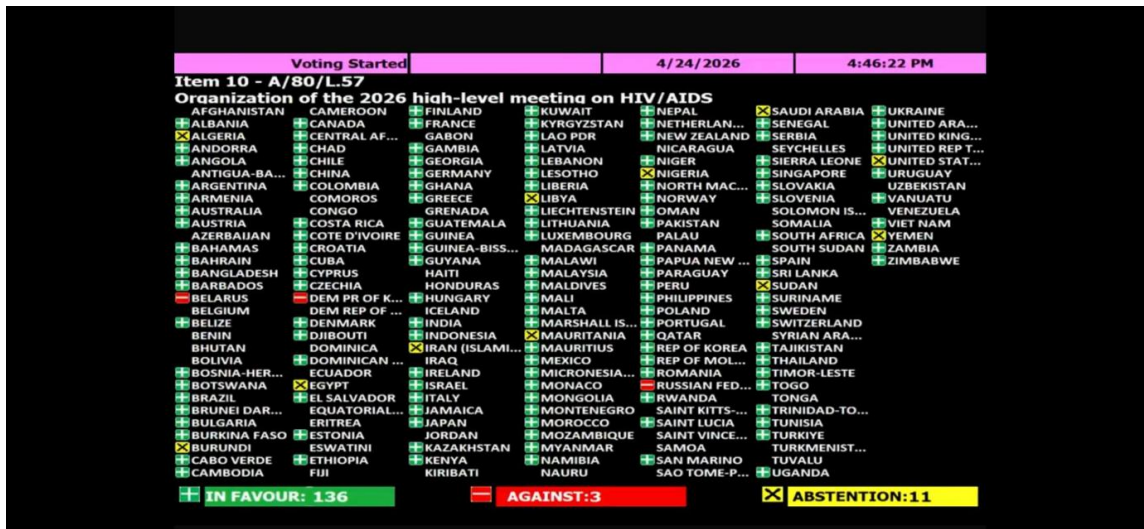 Voting Started
4/24/2026
4:46:22 PM
Item 10 - A/80/L.57
Organization of the 2026 high-level meeting on HIV/AIDS
AFGHANISTAN
ALBANIA
ALGERIA
ANDORRA
ANGOLA
ANTIGUA-BA...
ARGENTINA
ARMENIA
AUSTRALIA
AUSTRIA
AZERBAIJAN
BAHAMAS
BAHRAIN
BANGLADESH
BARBADOS
BELARUS
BELGIUM
BELIZE
BENIN
BHUTAN
BOLIVIA
BOSNIA-HER...
BOTSWANA
BRAZIL
BRUNEI DAR...
BULGARIA
BURKINA FASO
BURUNDI
CABO VERDE
CAMBODIA
CAMEROON
CANADA
CENTRAL AF...
CHAD
CHILE
CHINA
COLOMBIA
COMOROS
CONGO
COSTA RICA
COTE D'IVOIRE
CROATIA
CUBA
CYPRUS
CZECHIA
DEM PR OF K...
DEM REP OF ...
DENMARK
DJIBOUTI
DOMINICA
DOMINICAN ...
ECUADOR
EGYPT
EL SALVADOR
EQUATORIAL...
ERITREA
ESTONIA
ESWATINI
ETHIOPIA
FIJI
FINLAND
FRANCE
GABON
GAMBIA
GEORGIA
GERMANY
GHANA
GREECE
GRENADA
GUATEMALA
GUINEA
GUINEA-BISS...
GUYANA
HAITI
HONDURAS
HUNGARY
ICELAND
INDIA
INDONESIA
IRAN (ISLAMI...
IRAQ
IRELAND
ISRAEL
ITALY
JAMAICA
JAPAN
JORDAN
KAZAKHSTAN
KENYA
KIRIBATI
KUWAIT
KYRGYZSTAN
LAO PDR
LATVIA
LEBANON
LESOTHO
LIBERIA
LIBYA
LIECHTENSTEIN
LITHUANIA
LUXEMBOURG
MADAGASCAR
MALAWI
MALAYSIA
MALDIVES
MALI
MALTA
MARSHALL IS...
MAURITANIA
MAURITIUS
MEXICO
MICRONESIA...
MONACO
MONGOLIA
MONTENEGRO
MOROCCO
MOZAMBIQUE
MYANMAR
NAMIBIA
NAURU
NEPAL
NETHERLAN...
NEW ZEALAND
NICARAGUA
NIGER
NIGERIA
NORTH MAC...
NORWAY
OMAN
PAKISTAN
PALAU
PANAMA
PAPUA NEW ...
PARAGUAY
PERU
PHILIPPINES
POLAND
PORTUGAL
QATAR
REP OF KOREA
REP OF MOL...
ROMANIA
RUSSIAN FED...
RWANDA
SAINT KITTS-...
SAINT LUCIA
SAINT VINCE...
SAMOA
SAN MARINO
SAO TOME-P...
SAUDI ARABIA
SENEGAL
SERBIA
SEYCHELLES
SIERRA LEONE
SINGAPORE
SLOVAKIA
SLOVENIA
SOLOMON IS...
SOMALIA
SOUTH AFRICA
SOUTH SUDAN
SPAIN
SRI LANKA
SUDAN
SURINAME
SWEDEN
SWITZERLAND
SYRIAN ARA...
TAJIKISTAN
THAILAND
TIMOR-LESTE
TOGO
TONGA
TRINIDAD-TO...
TUNISIA
TURKIYE
TURKMENIST...
TUVALU
UGANDA
UKRAINE
UNITED ARA...
UNITED KING...
UNITED REP T...
UNITED STAT...
URUGUAY
UZBEKISTAN
VANUATU
VENEZUELA
VIET NAM
YEMEN
ZAMBIA
ZIMBABWE
IN FAVOUR: 136
AGAINST:3
ABSTENTION:11